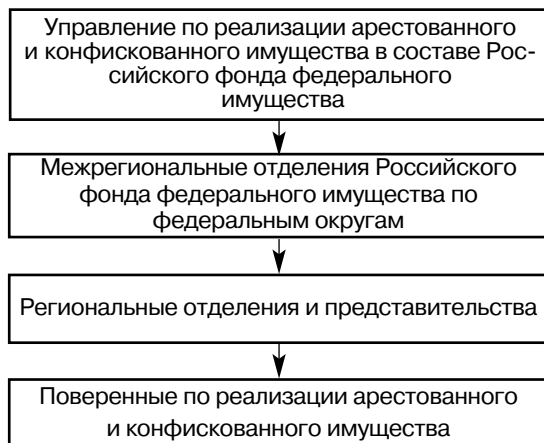 Управление по реализации арестованного
и конфискованного имущества в составе Рос-
сийского фонда федерального
имущества
Межрегиональные отделения Российского
фонда федерального имущества по
федеральным округам
Региональные отделения и представительства
Поверенные по реализации арестованного
и конфискованного имущества